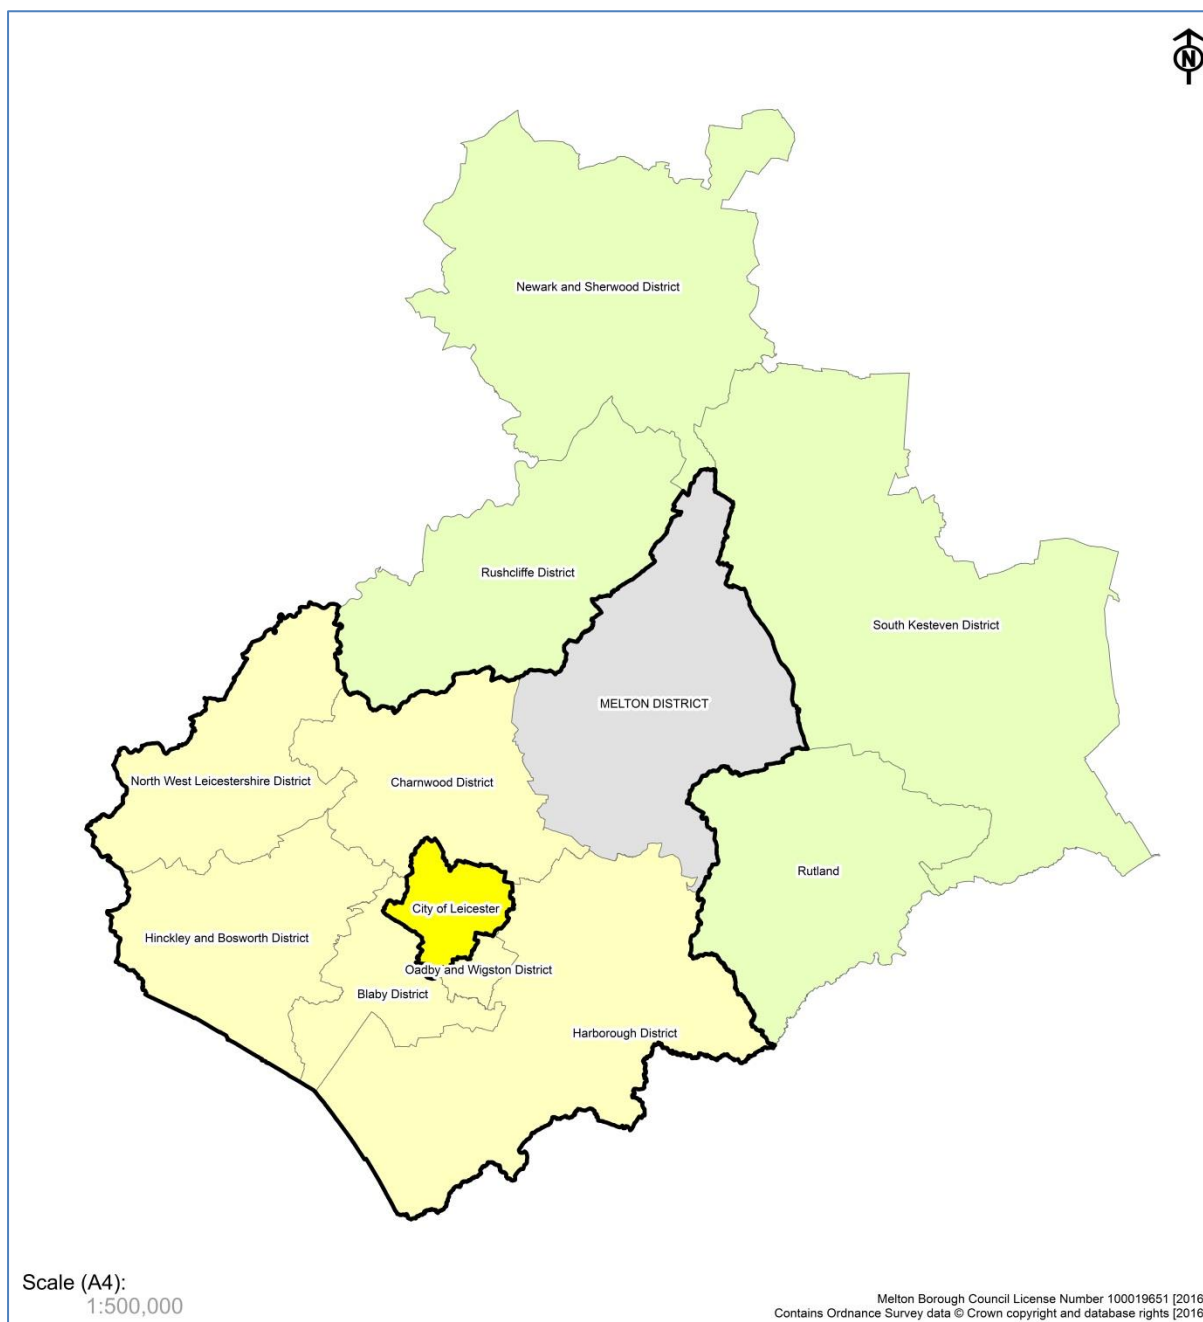 N
Newark and Sherwood District
Rushcliffe District
South Kesteven District
MELTON DISTRICT
North West Leicestershire District
Charnwood District
Rutland
City of Leicester
Hinckley and Bosworth District
Oadby and Wigston District
Blaby District
Harborough District
Scale (A4):
1:500,000
Melton Borough Council License Number 100019651 [2016
Contains Ordnance Survey data © Crown copyright and database rights [2016